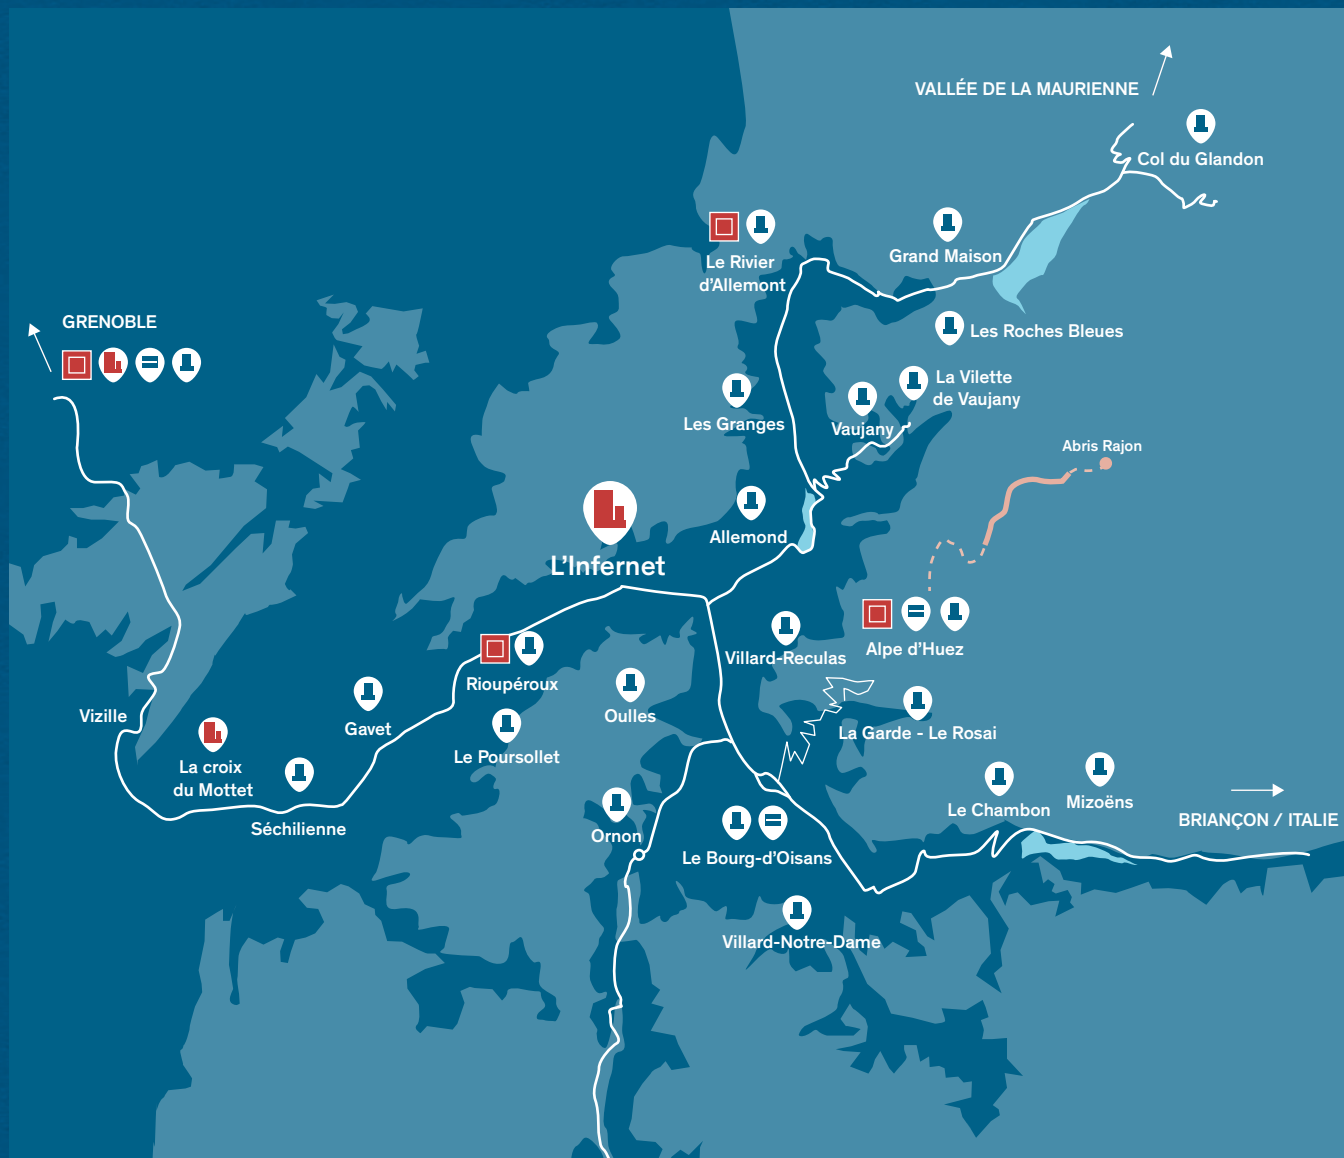 VALLÉE DE LA MAURIENNE
Col du Glandon
Grand Maison
Le Rivier
d'Allemont
GRENOBLE
Les Roches Bleues
La Vilette
de Vaujany
Les Granges
Vaujany
Abris Rajon
Allemond
L'Infernet
Villard-Reculas
Alpe d'Huez
Rioupéroux
Oulles
Vizille
Gavet
La Garde - Le Rosai
Le Poursollet
La croix
du Mottet
Le Chambon
Mizoëns
BRIANÇON / ITALIE
Séchilienne
Ornon
Le Bourg-d'Oisans
Villard-Notre-Dame